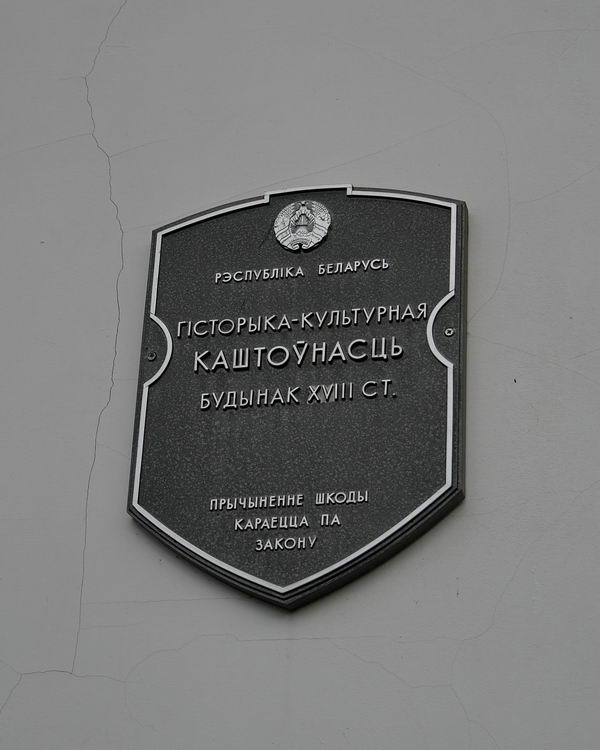 РЭСПУБЛІКА БЕЛАРУСЬ
ГІСТОРЫКА-КУЛЬТУРНАЯ
КАШТОЎНАСЦЬ
БУДЫНАК XVIII СТ.
ПРЫЧЫНЕННЕ ШКОДЫ
КАРАЕЦЦА ПА
ЗАКОНУ